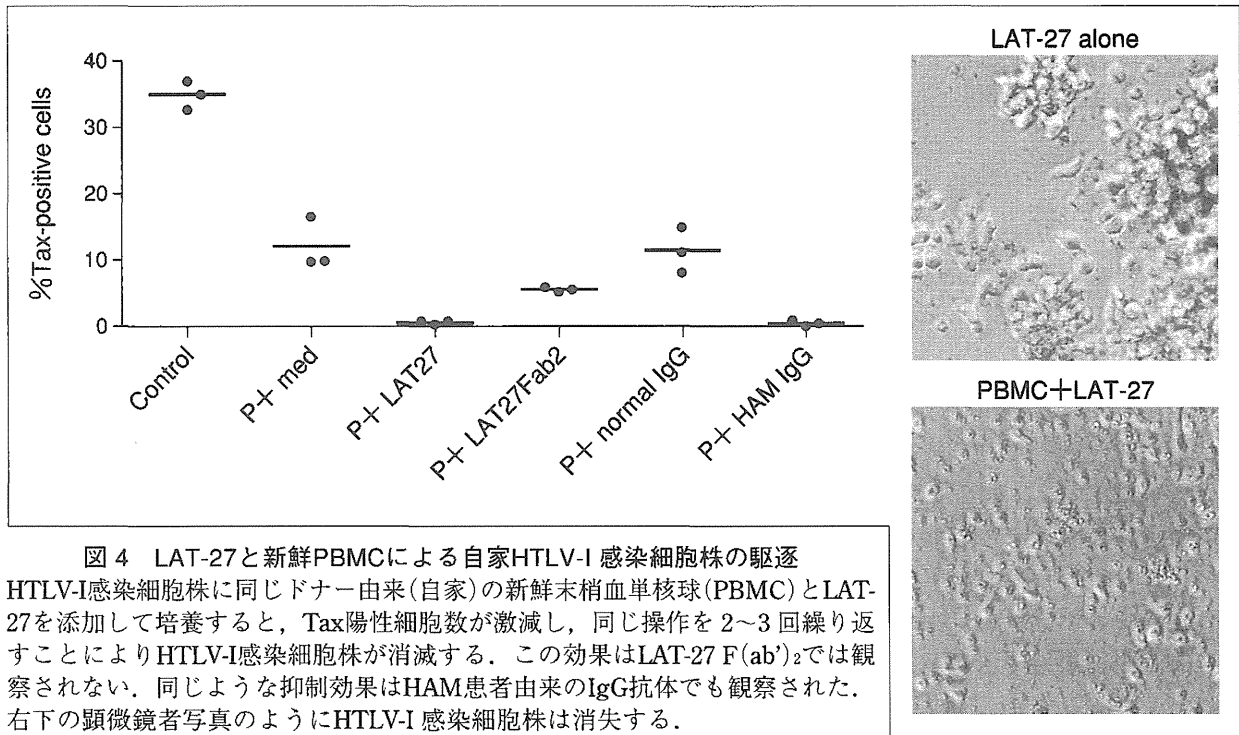 %Tax-positive cells
40
30
20
10
0
Control
P+ med
P+ LAT27
P+ LAT27Fab2
P+ normal IgG
P+ HAM IgG
LAT-27 alone
PBMC+LAT-27
図4 LAT-27と新鮮PBMCによる自家HTLV-I 感染細胞株の駆逐
HTLV-I感染細胞株に同じドナー由来(自家)の新鮮末梢血単核球(PBMC)とLAT-
27を添加して培養すると，Tax陽性細胞数が激減し，同じ操作を2〜3回繰り返
すことによりHTLV-I感染細胞株が消滅する．この効果はLAT-27 F(ab')₂では観
察されない．同じような抑制効果はHAM患者由来のIgG抗体でも観察された．
右下の顕微鏡者写真のようにHTLV-I 感染細胞株は消失する．